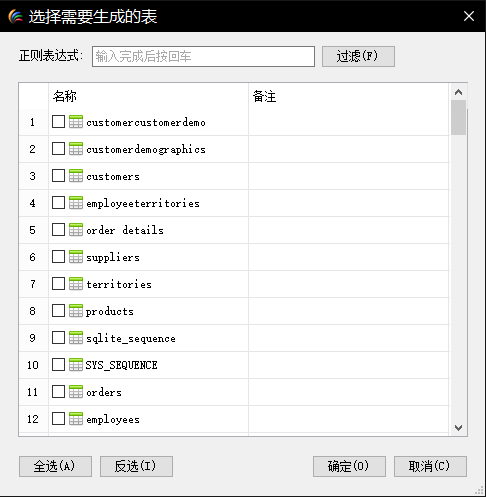 选择需要生成的表
正则表达式: 输入完成后按回车 过滤(F)
名称 备注
1 customercustomerdemo
2 customerdemographics
3 customers
4 employeeterritories
5 order details
6 suppliers
7 territories
8 products
9 sqlite_sequence
10 SYS_SEQUENCE
11 orders
12 employees
全选(A) 反选(I) 确定(O) 取消(C)